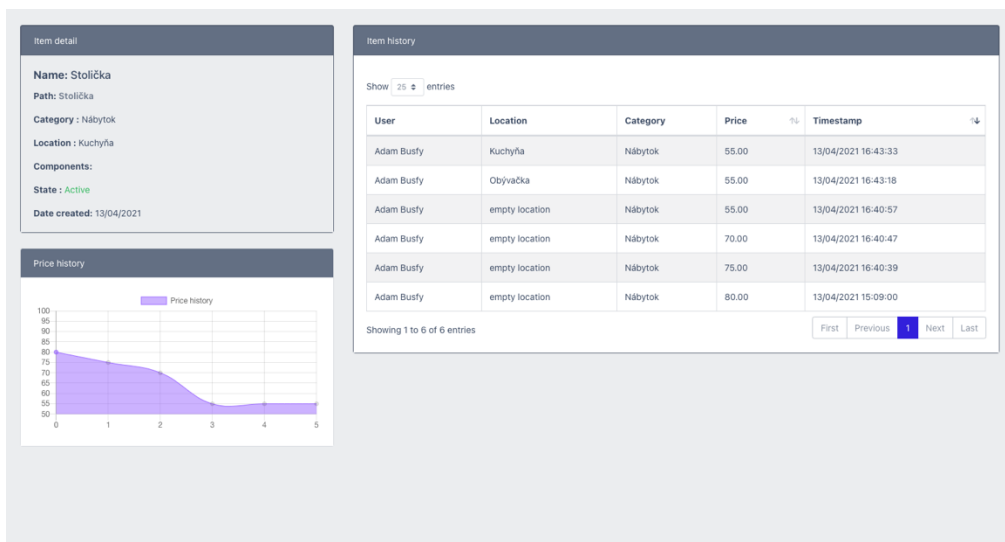 Item detail
Name: Stolička
Path: Stolička
Category : Nábytok
Location : Kuchyňa
Components:
State : Active
Date created: 13/04/2021
Price history
Price history
100
95
90
85
80
75
70
65
60
55
50
0 1 2 3 4 5
Item history
Show 25 entries
User Location Category Price Timestamp
Adam Busfy Kuchyňa Nábytok 55.00 13/04/2021 16:43:33
Adam Busfy Obývačka Nábytok 55.00 13/04/2021 16:43:18
Adam Busfy empty location Nábytok 55.00 13/04/2021 16:40:57
Adam Busfy empty location Nábytok 70.00 13/04/2021 16:40:47
Adam Busfy empty location Nábytok 75.00 13/04/2021 16:40:39
Adam Busfy empty location Nábytok 80.00 13/04/2021 15:09:00
Showing 1 to 6 of 6 entries
First Previous 1 Next Last